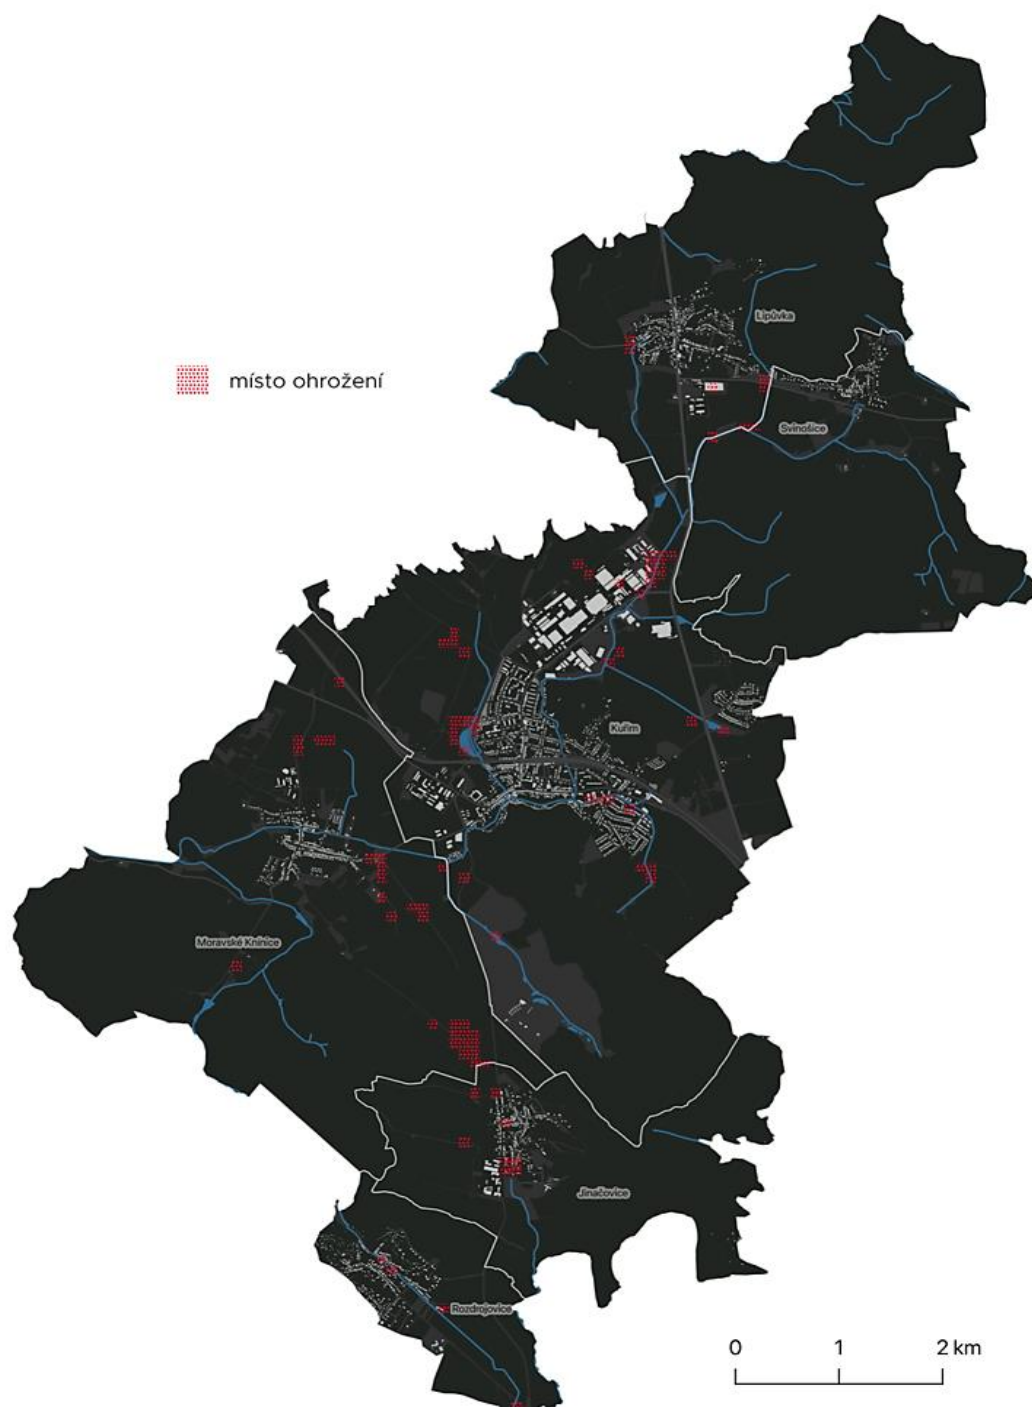 Lipůvka
místo ohrožení
Svinošice
Kuřim
Moravské Knínice
Jinačovice
Rozdrojovice
0 1 2 km